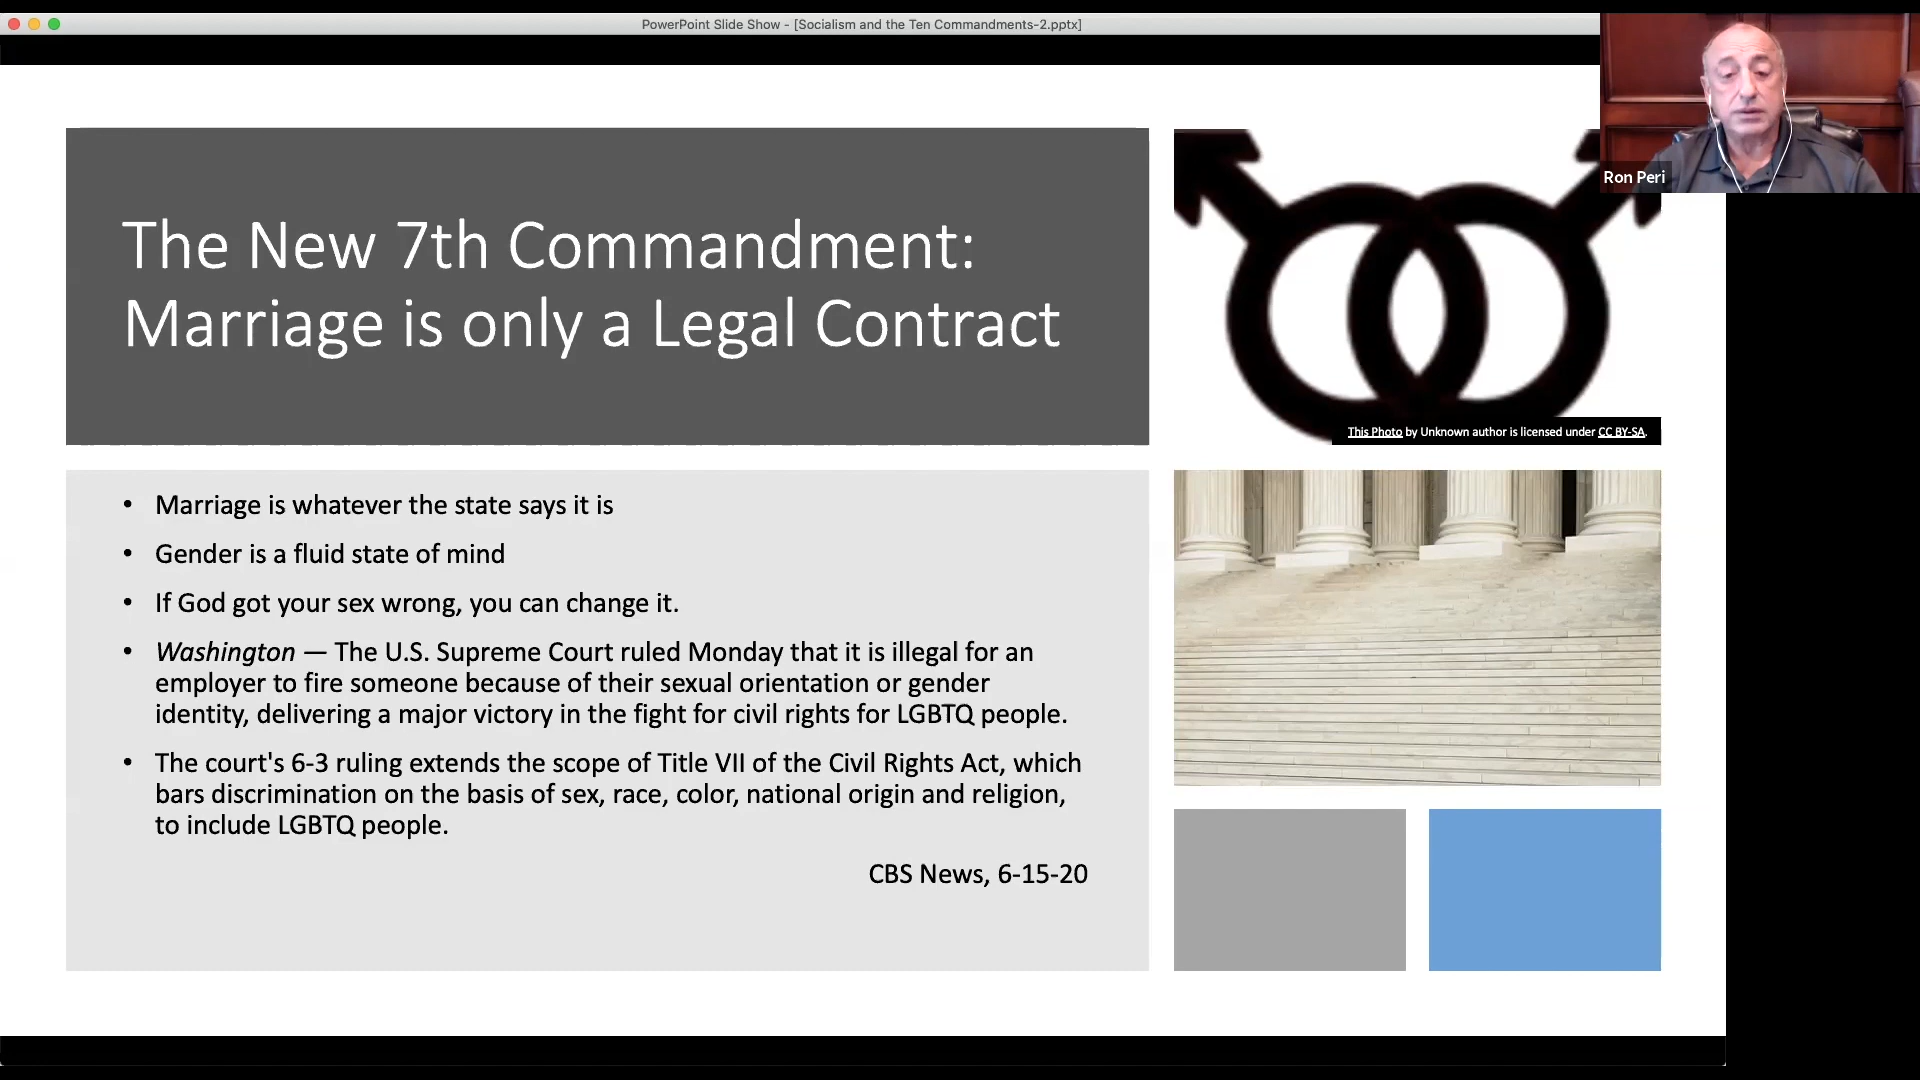 PowerPoint Slide Show - [Socialism and the Ten Commandments-2.pptx]
Ron Peri
The New 7th Commandment:
Marriage is only a Legal Contract
This Photo by Unknown author is licensed under CC BY-SA.
• Marriage is whatever the state says it is
• Gender is a fluid state of mind
• If God got your sex wrong, you can change it.
• Washington — The U.S. Supreme Court ruled Monday that it is illegal for an
employer to fire someone because of their sexual orientation or gender
identity, delivering a major victory in the fight for civil rights for LGBTQ people.
• The court's 6-3 ruling extends the scope of Title VII of the Civil Rights Act, which
bars discrimination on the basis of sex, race, color, national origin and religion,
to include LGBTQ people.
CBS News, 6-15-20